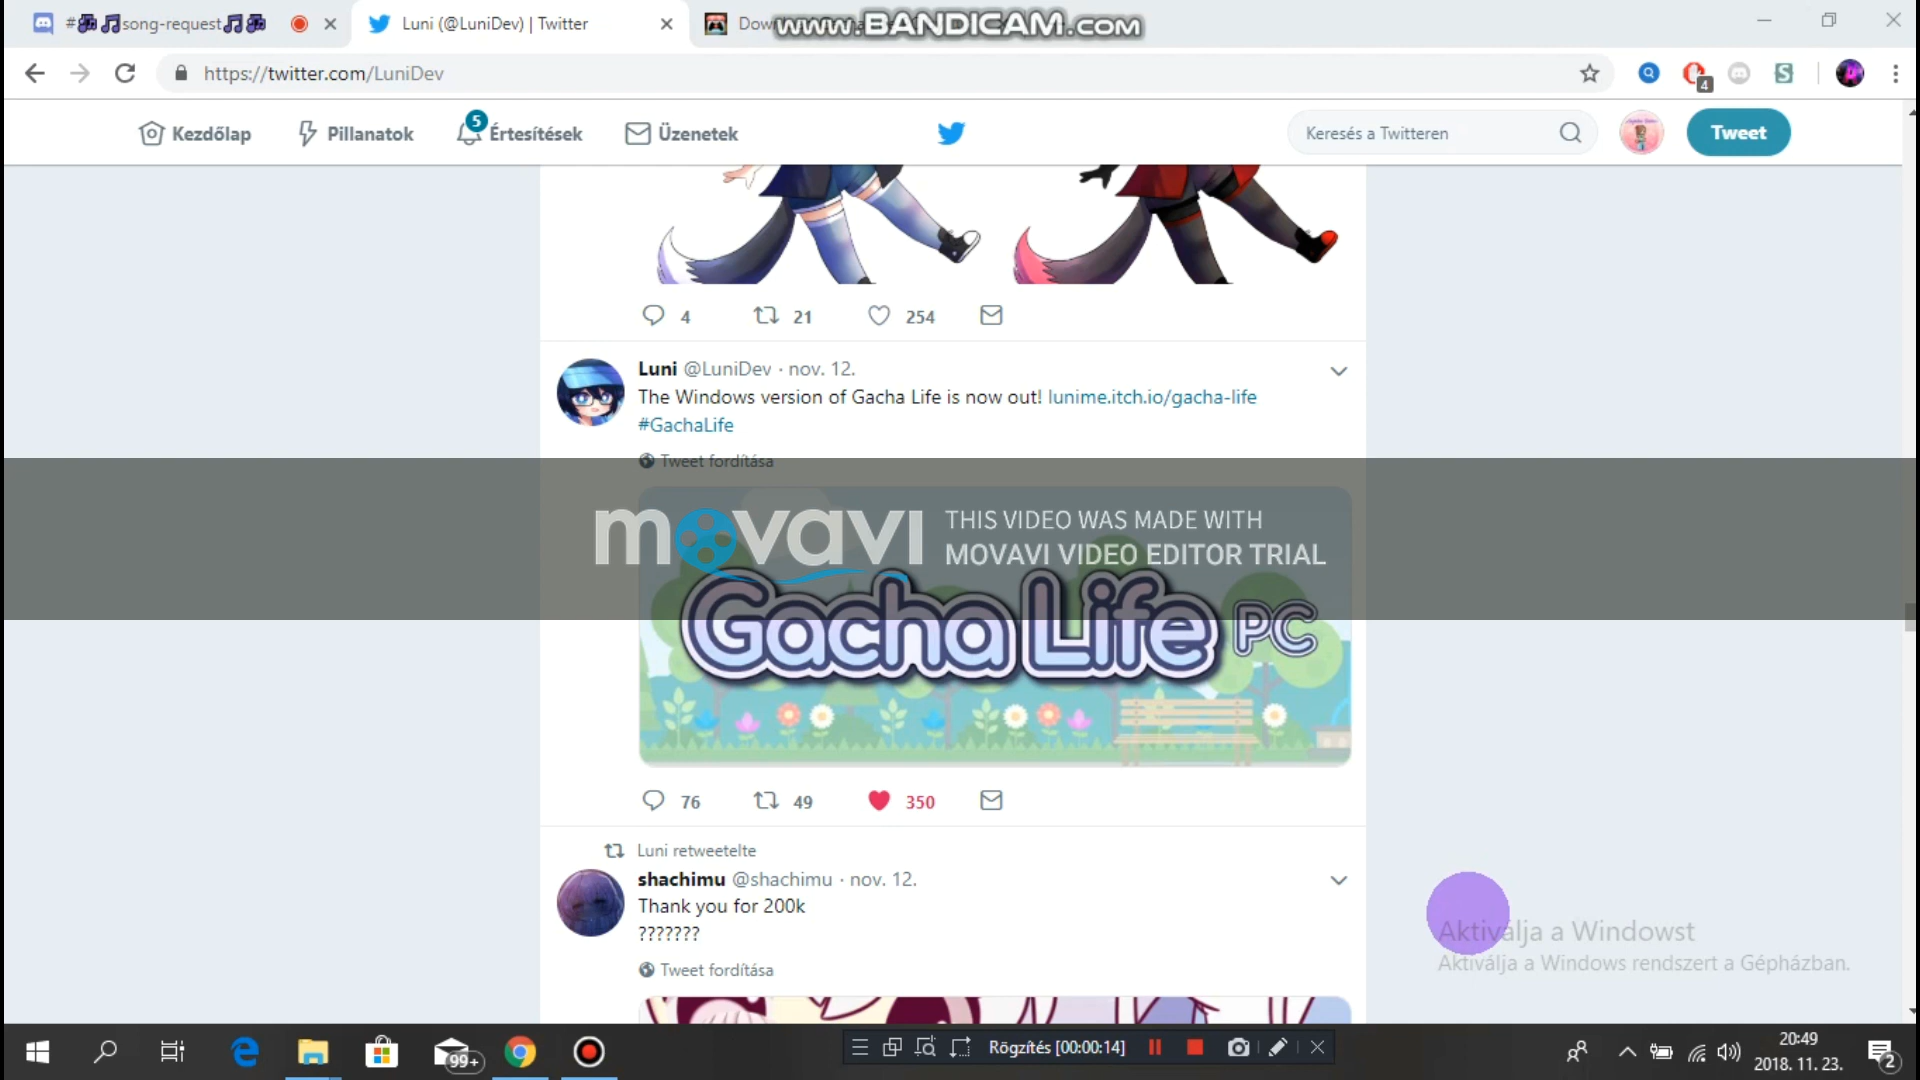 #song-request
Luni (@LuniDev) | Twitter
www.BANDICAM.com
https://twitter.com/LuniDev
4
Kezdőlap
Pillanatok
5
Értesítések
Üzenetek
Keresés a Twitteren
Tweet
4
21
254
Luni @LuniDev · nov. 12.
The Windows version of Gacha Life is now out! lunime.itch.io/gacha-life
#GachaLife
Tweet fordítása
movavi
THIS VIDEO WAS MADE WITH
MOVAVI VIDEO EDITOR TRIAL
Gacha Life PC
76
49
350
Luni retweetelte
shachimu @shachimu · nov. 12.
Thank you for 200k
???????
Tweet fordítása
Aktiválja a Windowst
Aktiválja a Windows rendszert a Gépházban.
99+
Rögzítés [00:00:14]
20:49
2018. 11. 23.
2